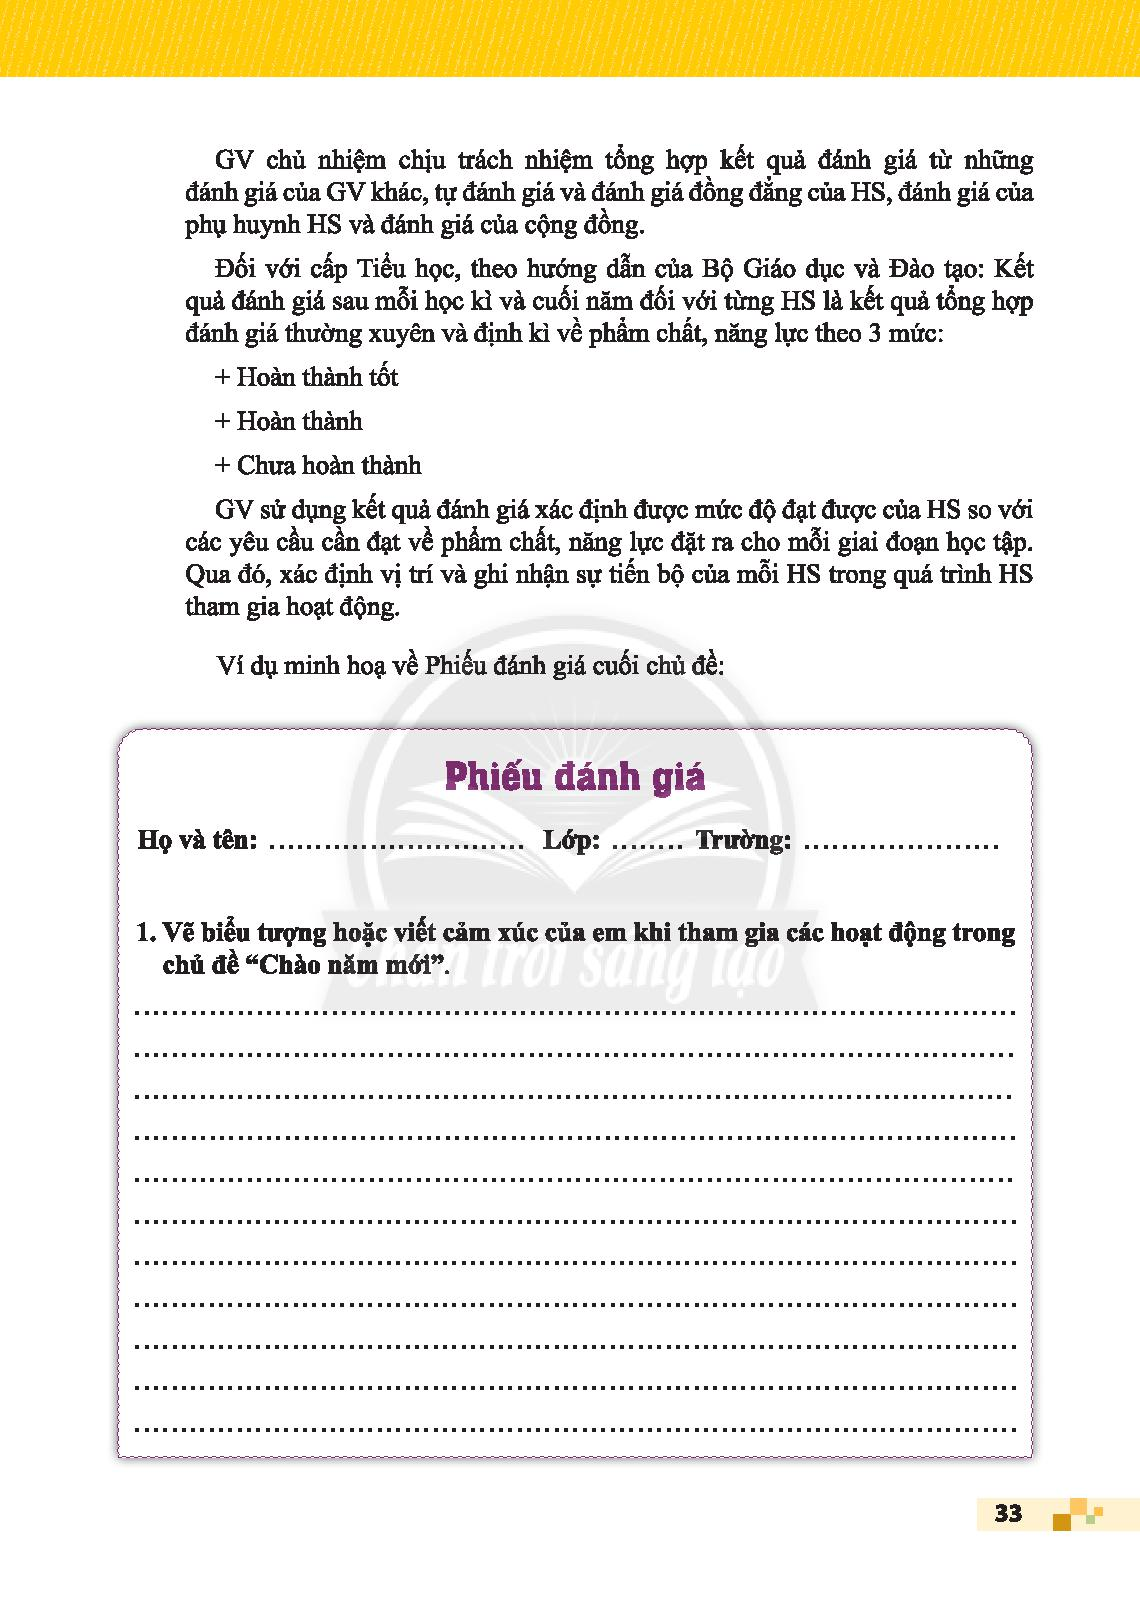 GV chủ nhiệm chịu trách nhiệm tổng hợp kết quả đánh giá từ những
đánh giá của GV khác, tự đánh giá và đánh giá đồng đẳng của HS, đánh giá của
phụ huynh HS và đánh giá của cộng đồng.
Đối với cấp Tiểu học, theo hướng dẫn của Bộ Giáo dục và Đào tạo: Kết
quả đánh giá sau mỗi học kì và cuối năm đối với từng HS là kết quả tổng hợp
đánh giá thường xuyên và định kì về phẩm chất, năng lực theo 3 mức:
+ Hoàn thành tốt
+ Hoàn thành
+ Chưa hoàn thành
GV sử dụng kết quả đánh giá xác định được mức độ đạt được của HS so với
các yêu cầu cần đạt về phẩm chất, năng lực đặt ra cho mỗi giai đoạn học tập.
Qua đó, xác định vị trí và ghi nhận sự tiến bộ của mỗi HS trong quá trình HS
tham gia hoạt động.
Ví dụ minh hoạ về Phiếu đánh giá cuối chủ đề:
Phiếu đánh giá
Họ và tên: ............................ Lớp: ........ Trường: .....................
1. Vẽ biểu tượng hoặc viết cảm xúc của em khi tham gia các hoạt động trong
chủ đề “Chào năm mới”.
Chân trời sáng tạo
33